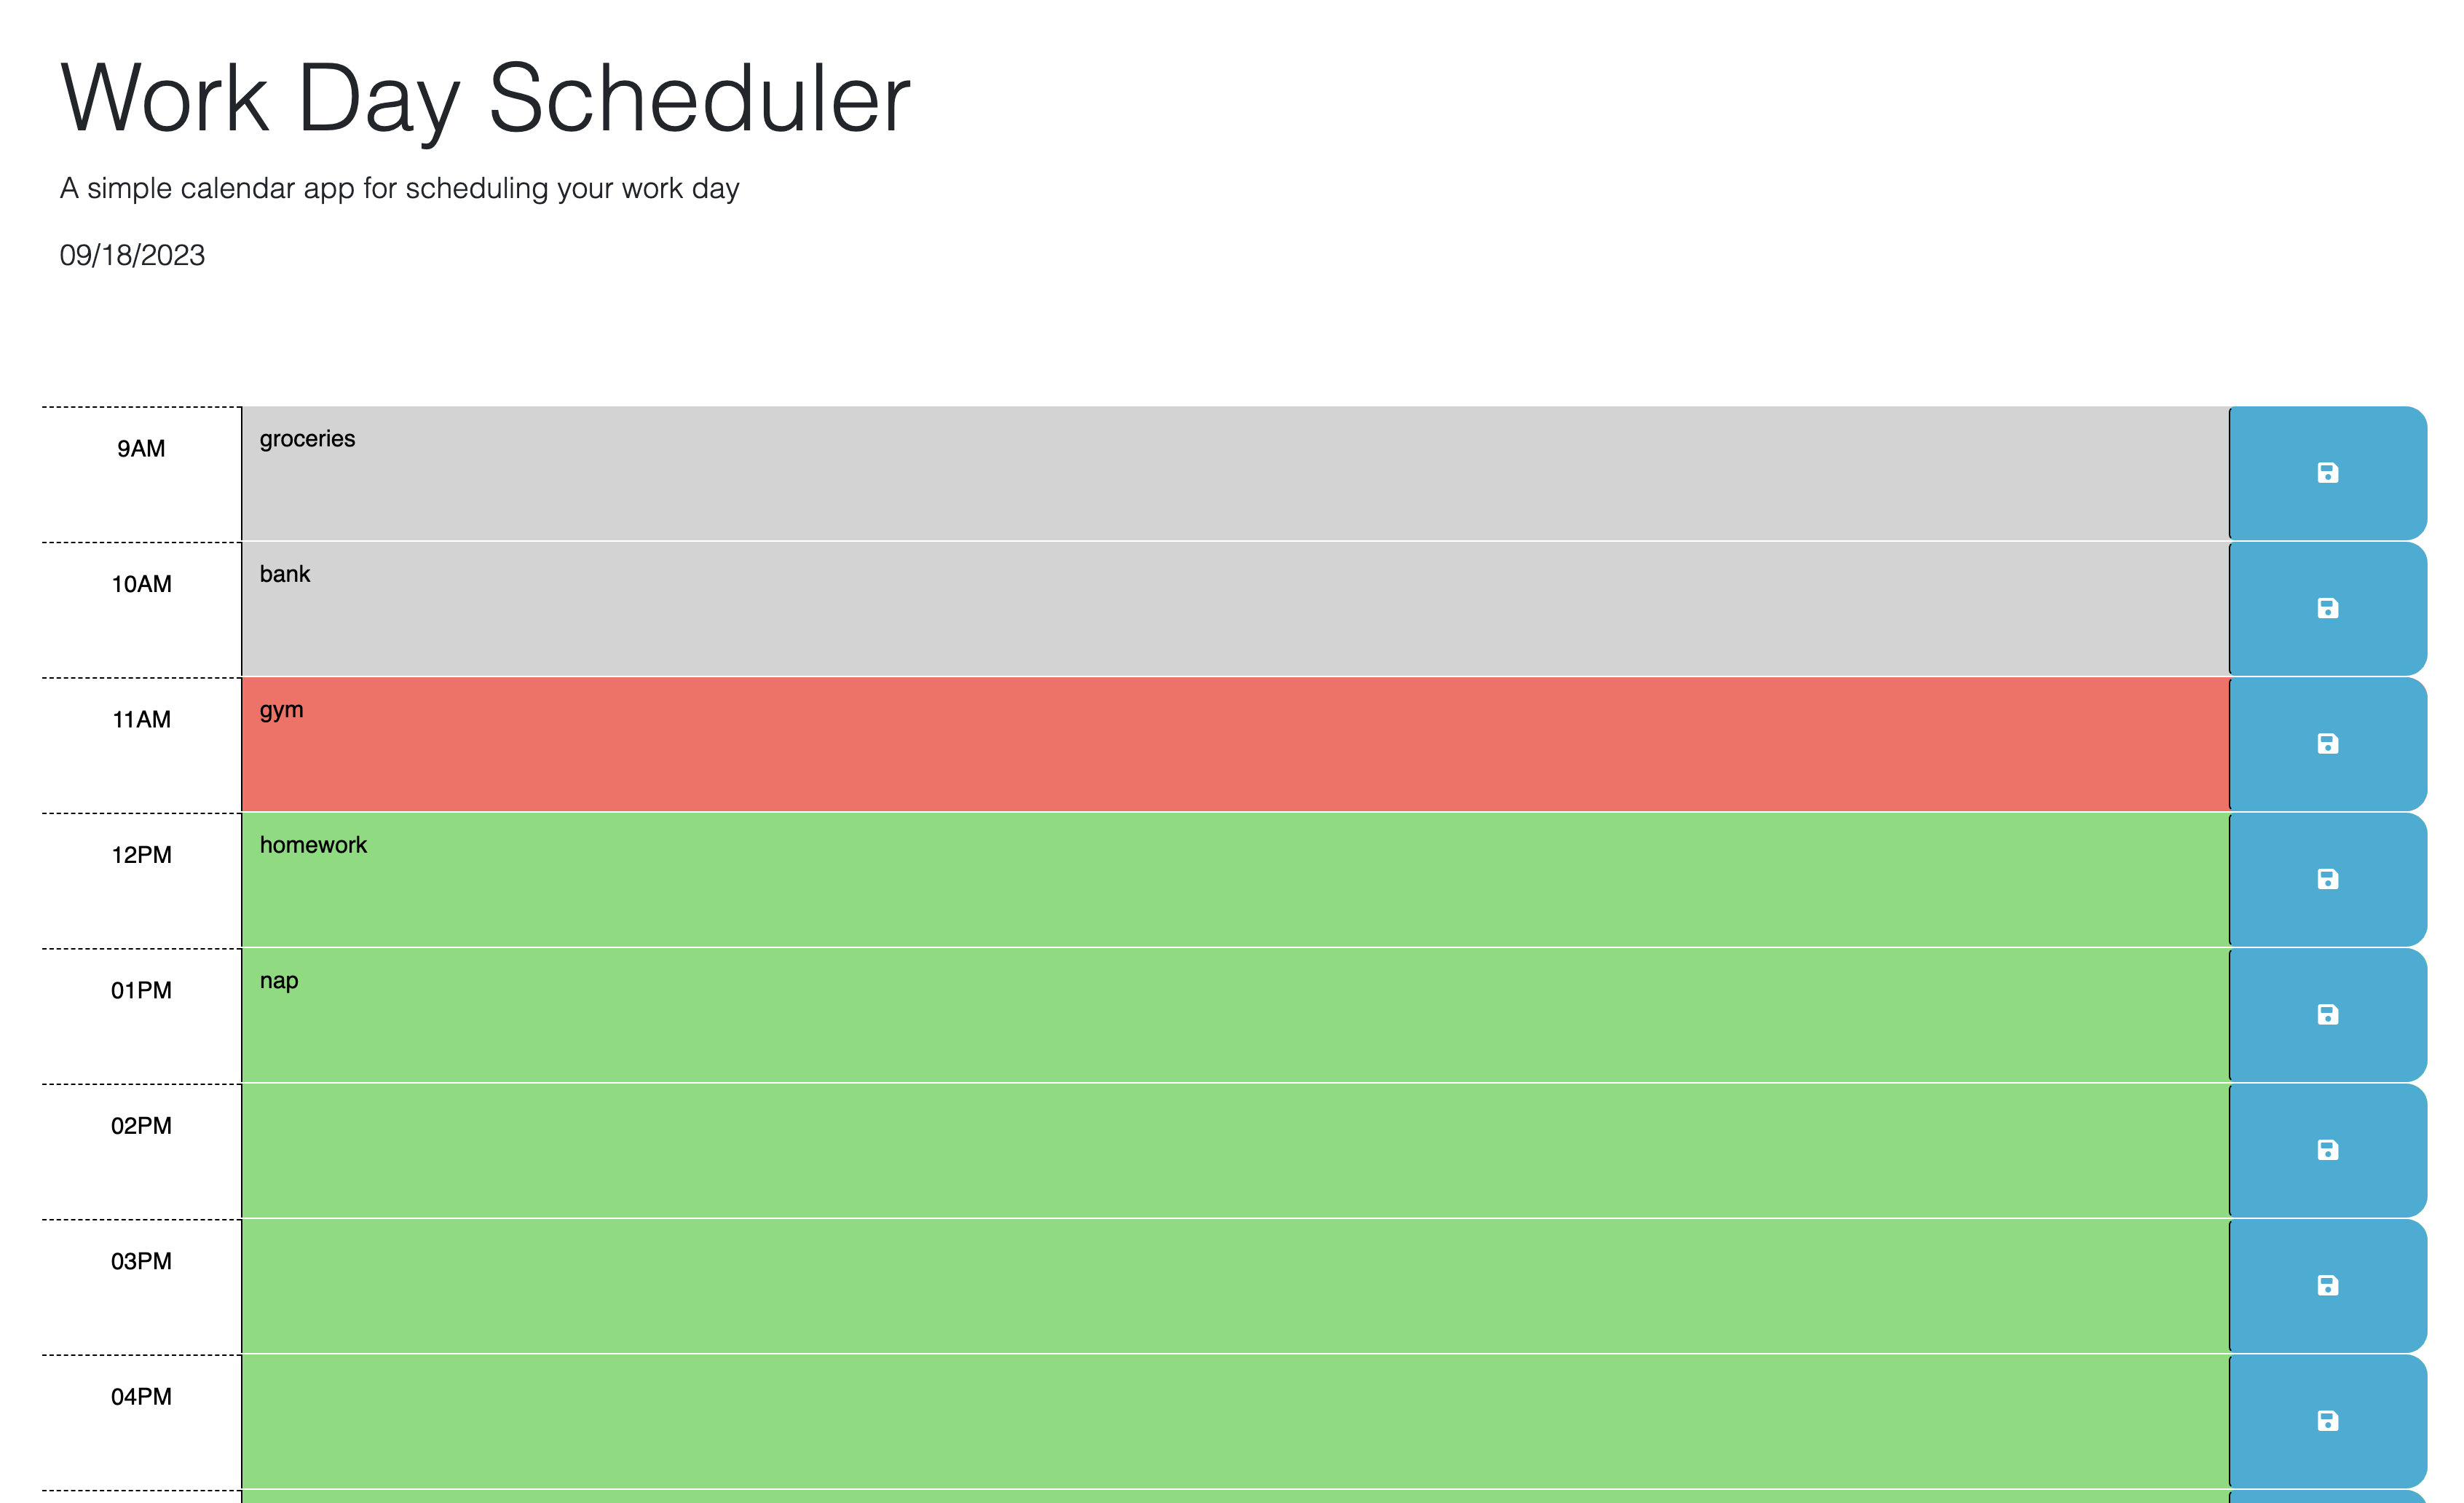 Work Day Scheduler
A simple calendar app for scheduling your work day
09/18/2023
9AM groceries
10AM bank
11AM gym
12PM homework
01PM nap
02PM
03PM
04PM